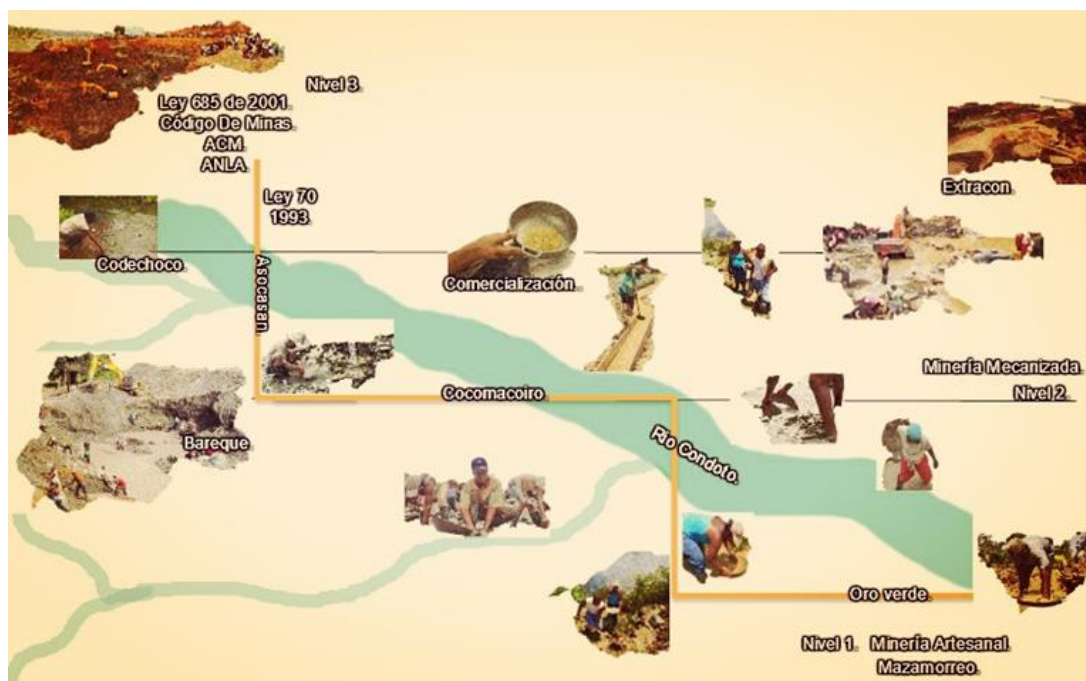 Nivel 3.
Ley 685 de 2001.
Código De Minas.
ACM.
ANLA.
Extracon.
Ley 70
1993.
Codechoco.
Asocasan.
Comercialización.
Minería Mecanizada.
Nivel 2.
Cocomacoiro.
Bareque.
Rio Condoto.
Oro verde.
Nivel 1. Minería Artesanal.
Mazamorreo.